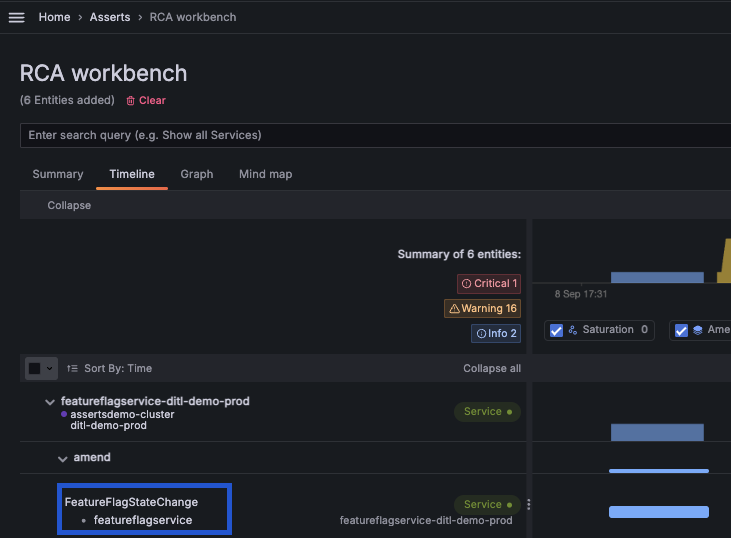 Home › Asserts › RCA workbench
RCA workbench
(6 Entities added) Clear
Enter search query (e.g. Show all Services)
Summary Timeline Graph Mind map
Collapse
Summary of 6 entities:
Critical 1
Warning 16
Info 2
8 Sep 17:31
Saturation 0 Ame
Sort By: Time Collapse all
featureflagservice-ditl-demo-prod
assertsdemo-cluster
ditl-demo-prod
Service
amend
FeatureFlagStateChange
Service
• featureflagservice
featureflagservice-ditl-demo-prod